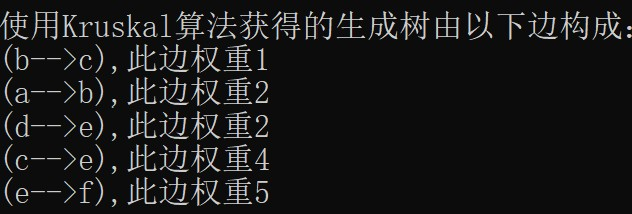 使用Kruskal算法获得的生成树由以下边构成：
(b-->c),此边权重1
(a-->b),此边权重2
(d-->e),此边权重2
(c-->e),此边权重4
(e-->f),此边权重5